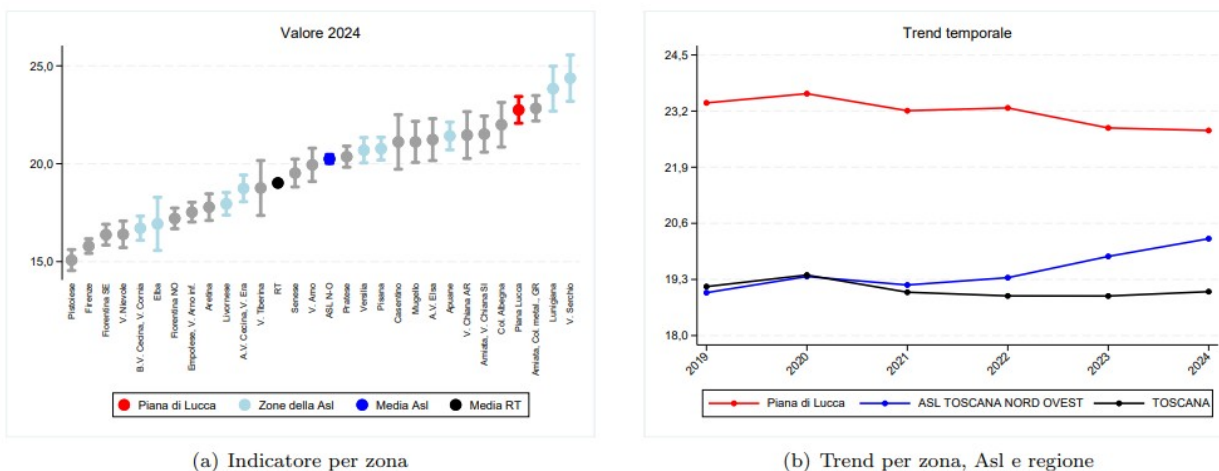 Valore 2024
25,0
20,0
15,0
Pistoiese
Firenze
Fiorentina SE
V. Nievole
B.V. Cecina, V. Cornia
Elba
Fiorentina NO
Empolese, V. Arno inf.
Aretina
Livornese
A.V. Cecina, V. Era
V. Tiberina
RT
Senese
V. Arno
ASL N-O
Pratese
Versilia
Pisana
Casentino
Mugello
A.V. Elsa
Apuane
V. Chiana AR
Amiata, V. Chiana SI
Col. Albegna
Piana Lucca
Amiata, Col. metal., GR
Lunigiana
V. Serchio
Piana di Lucca Zone della Asl Media Asl Media RT
(a) Indicatore per zona
Trend temporale
24,5
23,2
21,9
20,6
19,3
18,0
2019 2020 2021 2022 2023 2024
Piana di Lucca ASL TOSCANA NORD OVEST TOSCANA
(b) Trend per zona, Asl e regione